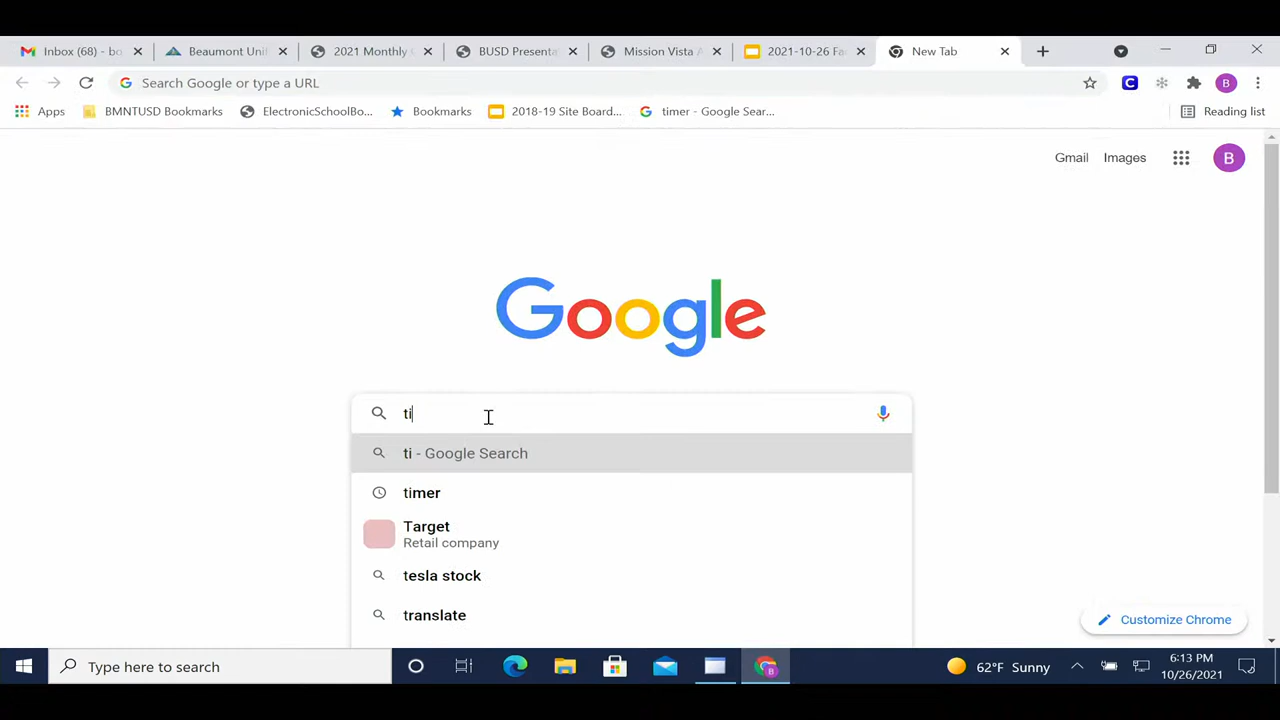 Inbox (68) - bo
Beaumont Unif
2021 Monthly C
BUSD Presenta
Mission Vista A
2021-10-26 Fac
New Tab
Search Google or type a URL
C
B
Apps
BMNTUSD Bookmarks
ElectronicSchoolBo...
Bookmarks
2018-19 Site Board...
timer - Google Sear...
Reading list
Gmail
Images
B
Google
ti
ti - Google Search
timer
Target
Retail company
tesla stock
translate
Customize Chrome
Type here to search
B
62°F Sunny
6:13 PM
10/26/2021